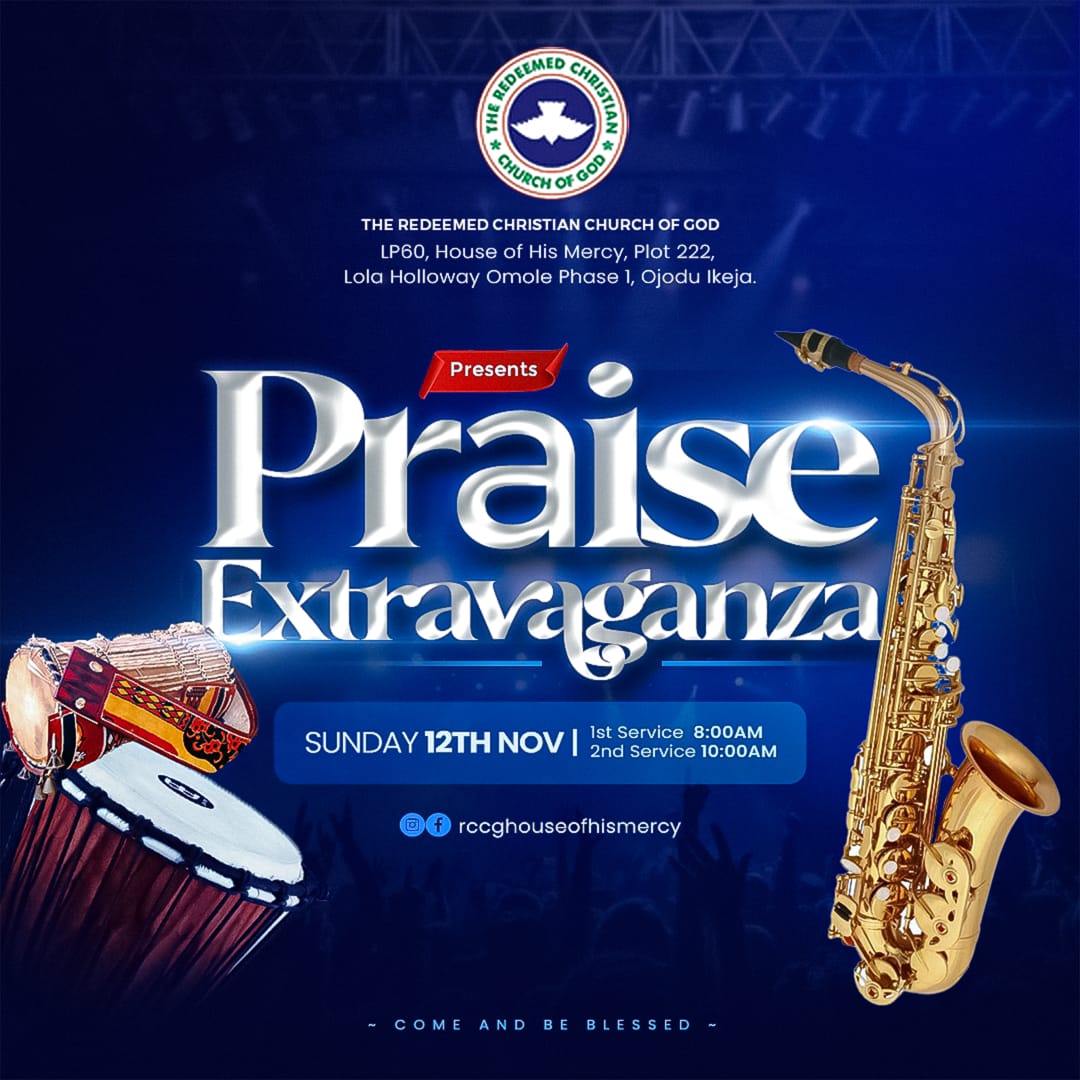 THE REDEEMED CHRISTIAN
CHURCH OF GOD
THE REDEEMED CHRISTIAN CHURCH OF GOD
LP60, House of His Mercy, Plot 222,
Lola Holloway Omole Phase 1, Ojodu Ikeja.
Presents
Praise
Extravaganza
SUNDAY 12TH NOV |
1st Service 8:00AM
2nd Service 10:00AM
rccghouseofhismercy
~ COME AND BE BLESSED ~